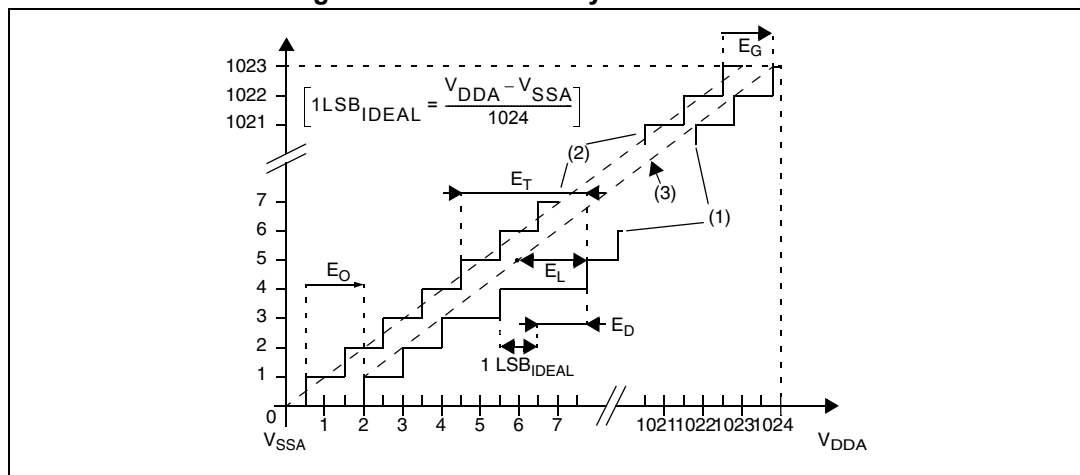 E_G
1023
1022
1021
[1LSB_IDEAL = (V_DDA − V_SSA) / 1024]
(2)
(3)
(1)
E_T
7
6
5
4
3
2
1
0
E_O
E_L
E_D
1 LSB_IDEAL
1 2 3 4 5 6 7 1021 1022 1023 1024
V_SSA
V_DDA